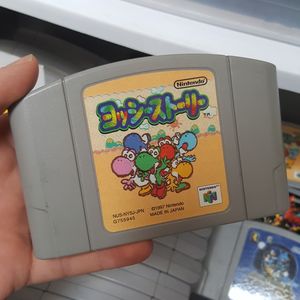 Nintendo
ヨッシーストーリー
TM
NUS-NYSJ-JPN
G755945
©1997 Nintendo
MADE IN JAPAN
NINTENDO 64